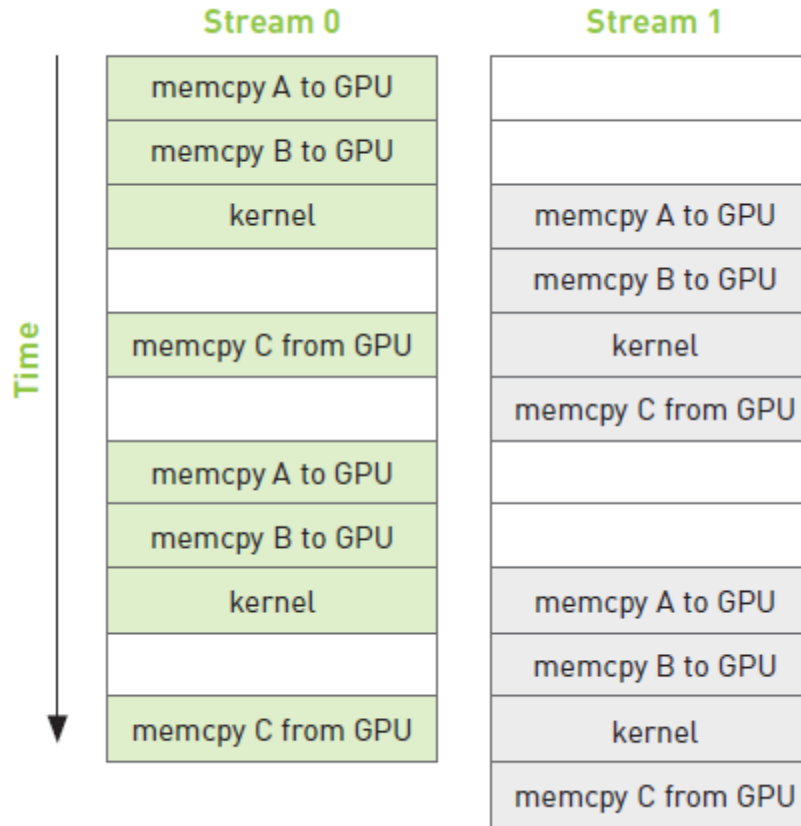 Stream 0
Stream 1
Time
memcpy A to GPU
memcpy B to GPU
kernel
memcpy A to GPU
memcpy B to GPU
memcpy C from GPU
kernel
memcpy C from GPU
memcpy A to GPU
memcpy B to GPU
kernel
memcpy A to GPU
memcpy B to GPU
memcpy C from GPU
kernel
memcpy C from GPU